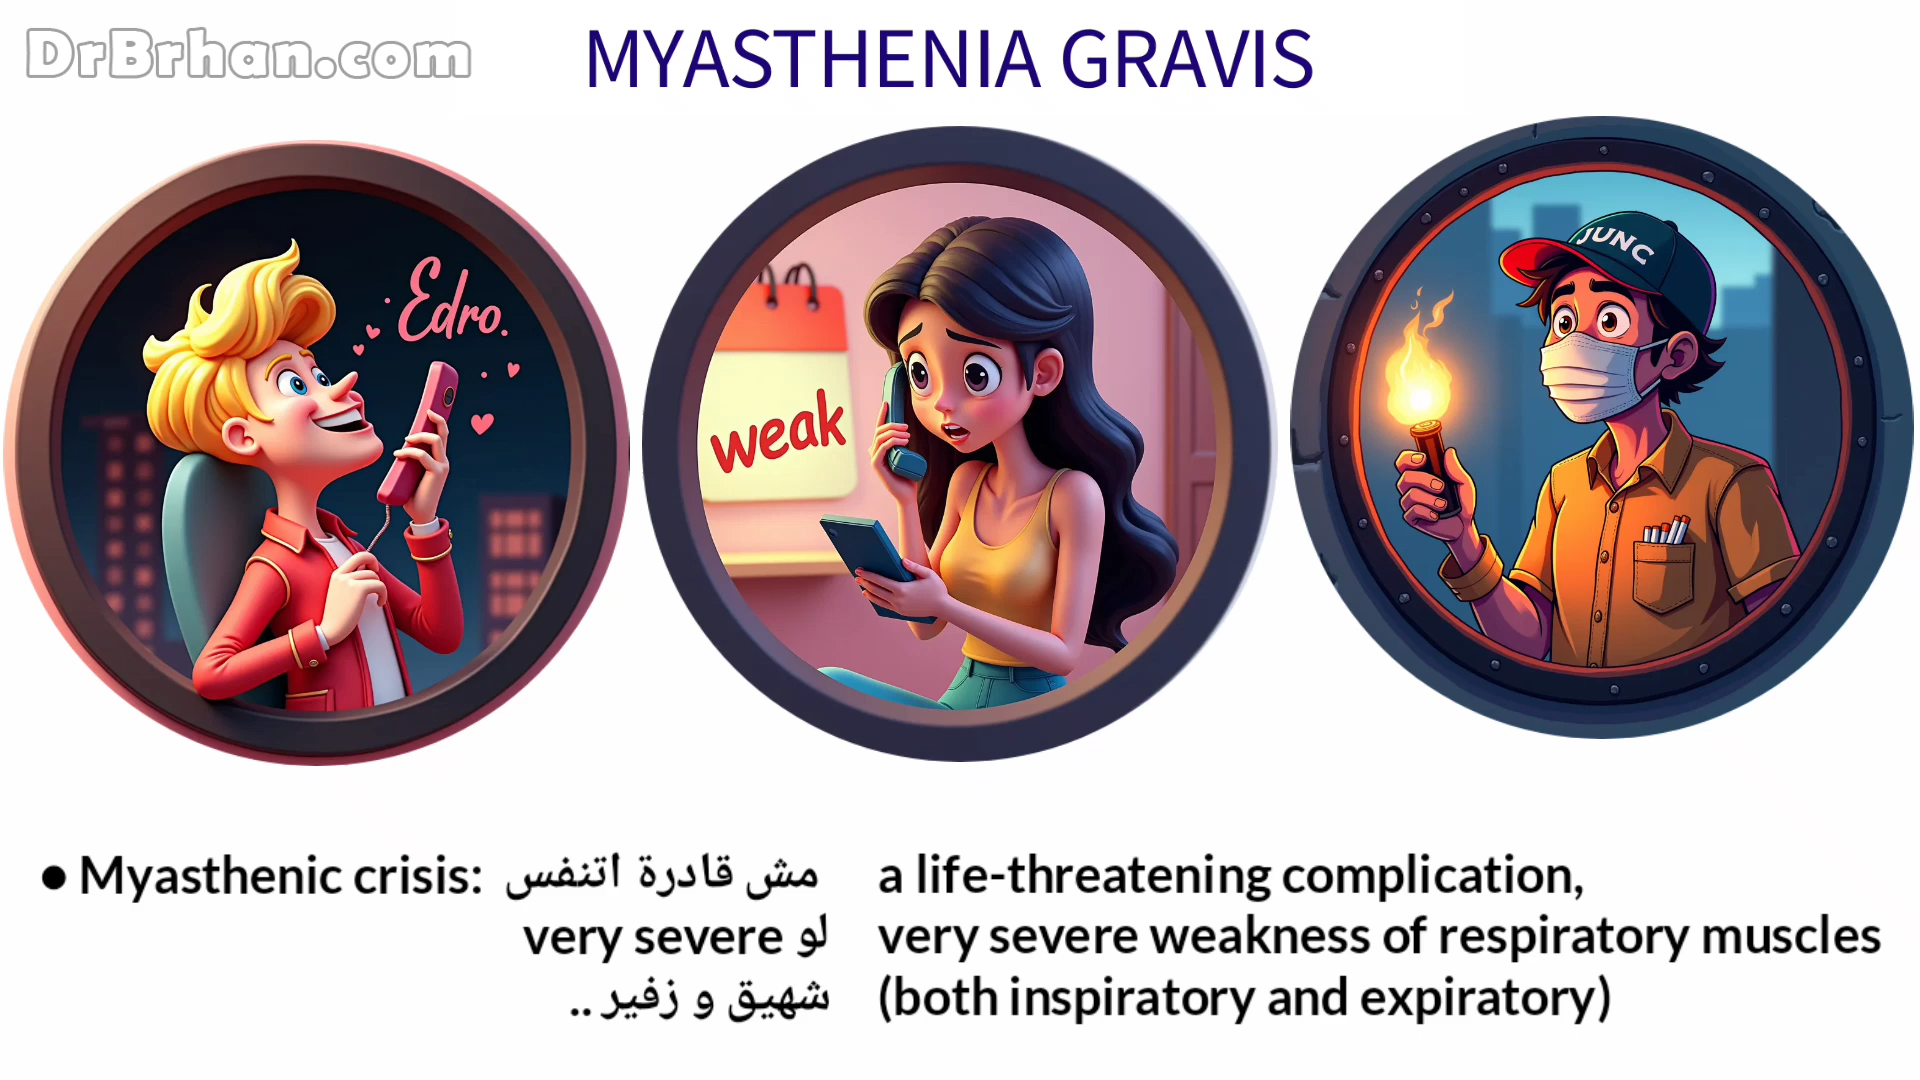 DrBrhan.com
MYASTHENIA GRAVIS
Edro.
weak
JUNC
● Myasthenic crisis: مش قادرة اتنفس a life-threatening complication,
لو very severe very severe weakness of respiratory muscles
شهيق و زفير .. (both inspiratory and expiratory)